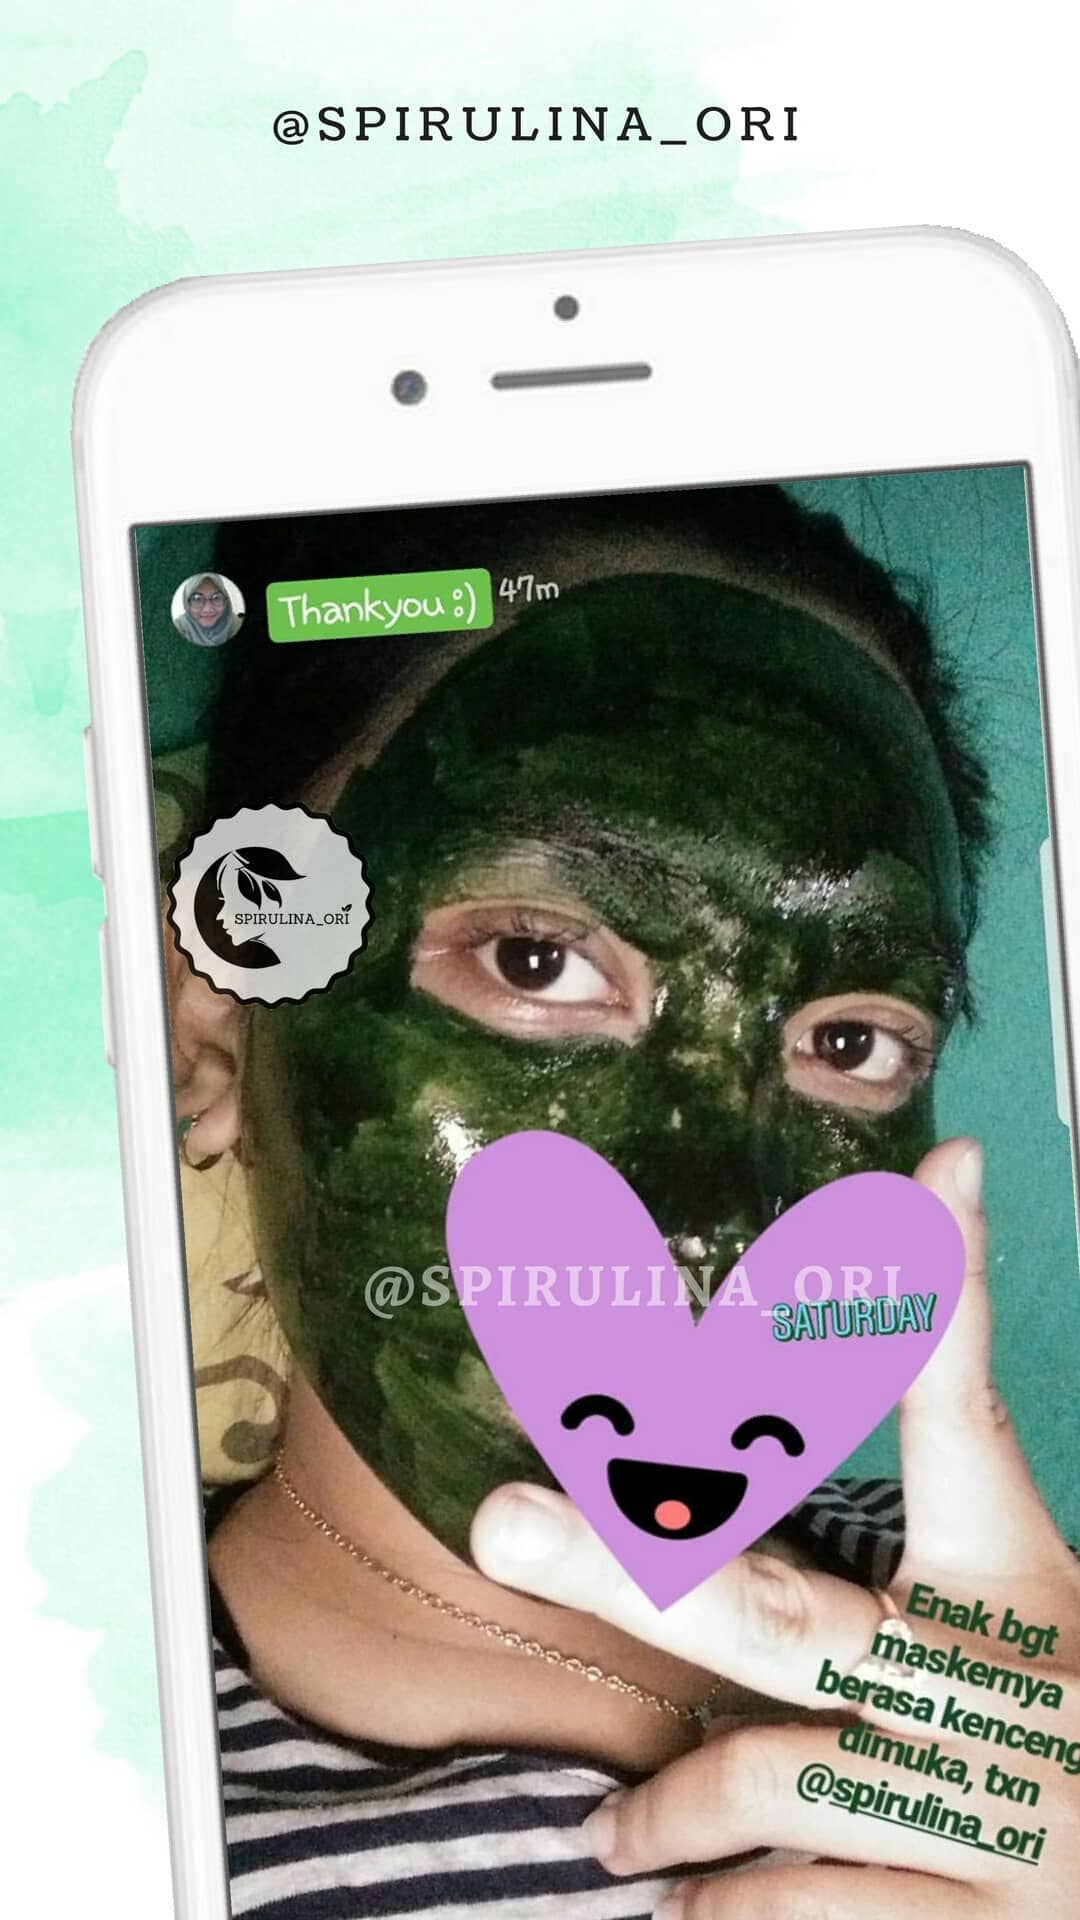 @SPIRULINA_ORI
Thankyou :) 47m
SPIRULINA_ORI
@SPIRULINA_ORI
SATURDAY
Enak bgt
maskernya
berasa kenceng
dimuka, txn
@spirulina_ori